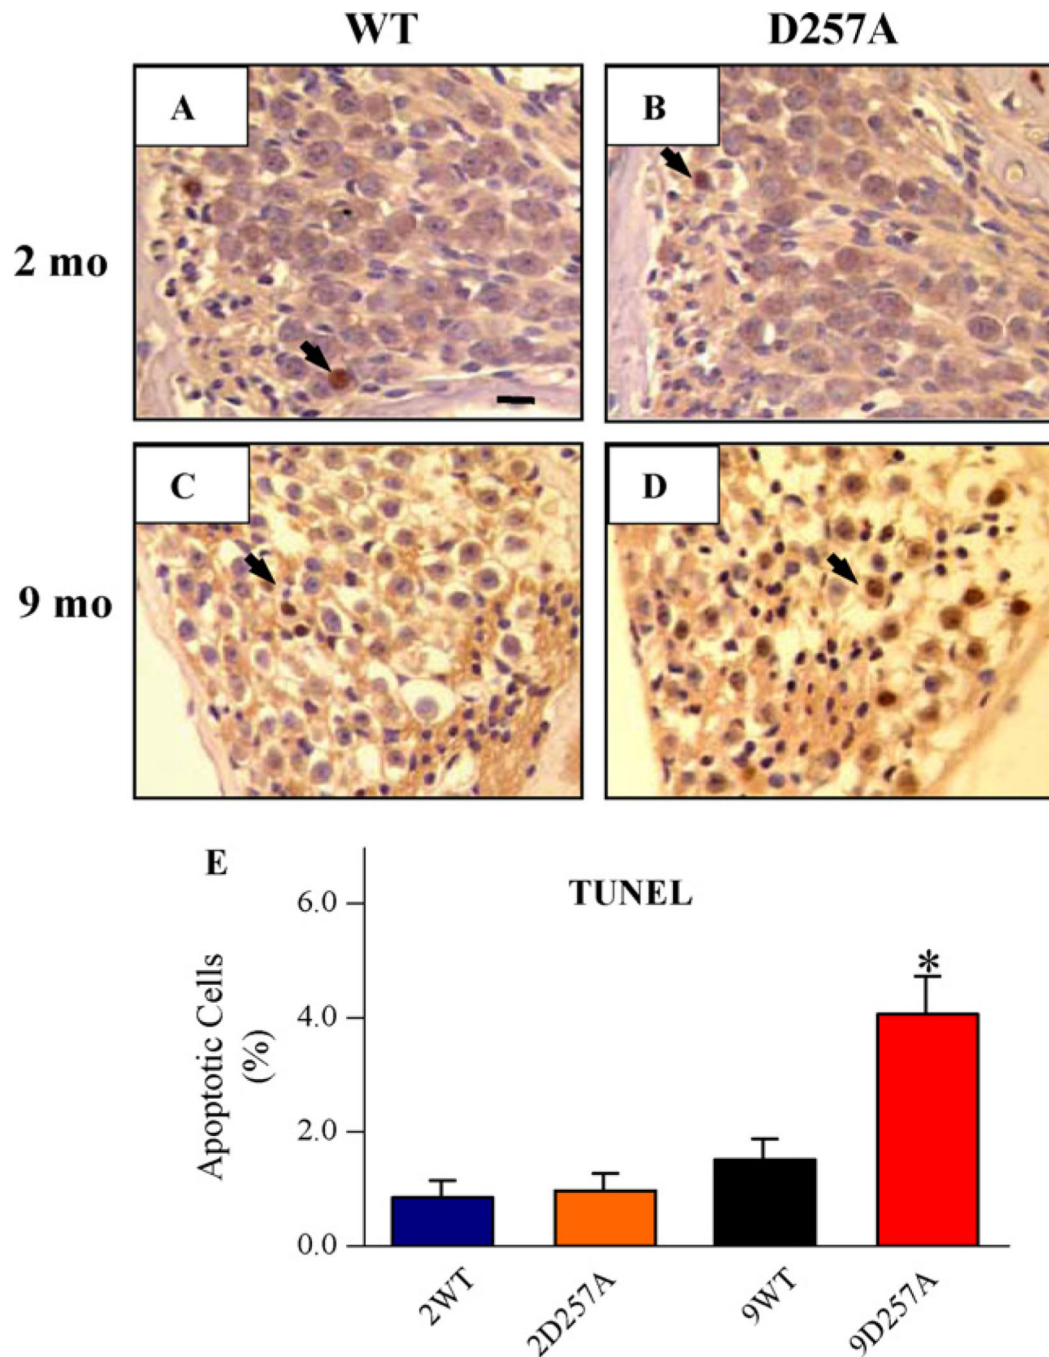 WT D257A
A B
2 mo
C D
9 mo
E
TUNEL
6.0
4.0
2.0
0.0
Apoptotic Cells
(%)
2WT 2D257A 9WT 9D257A
*